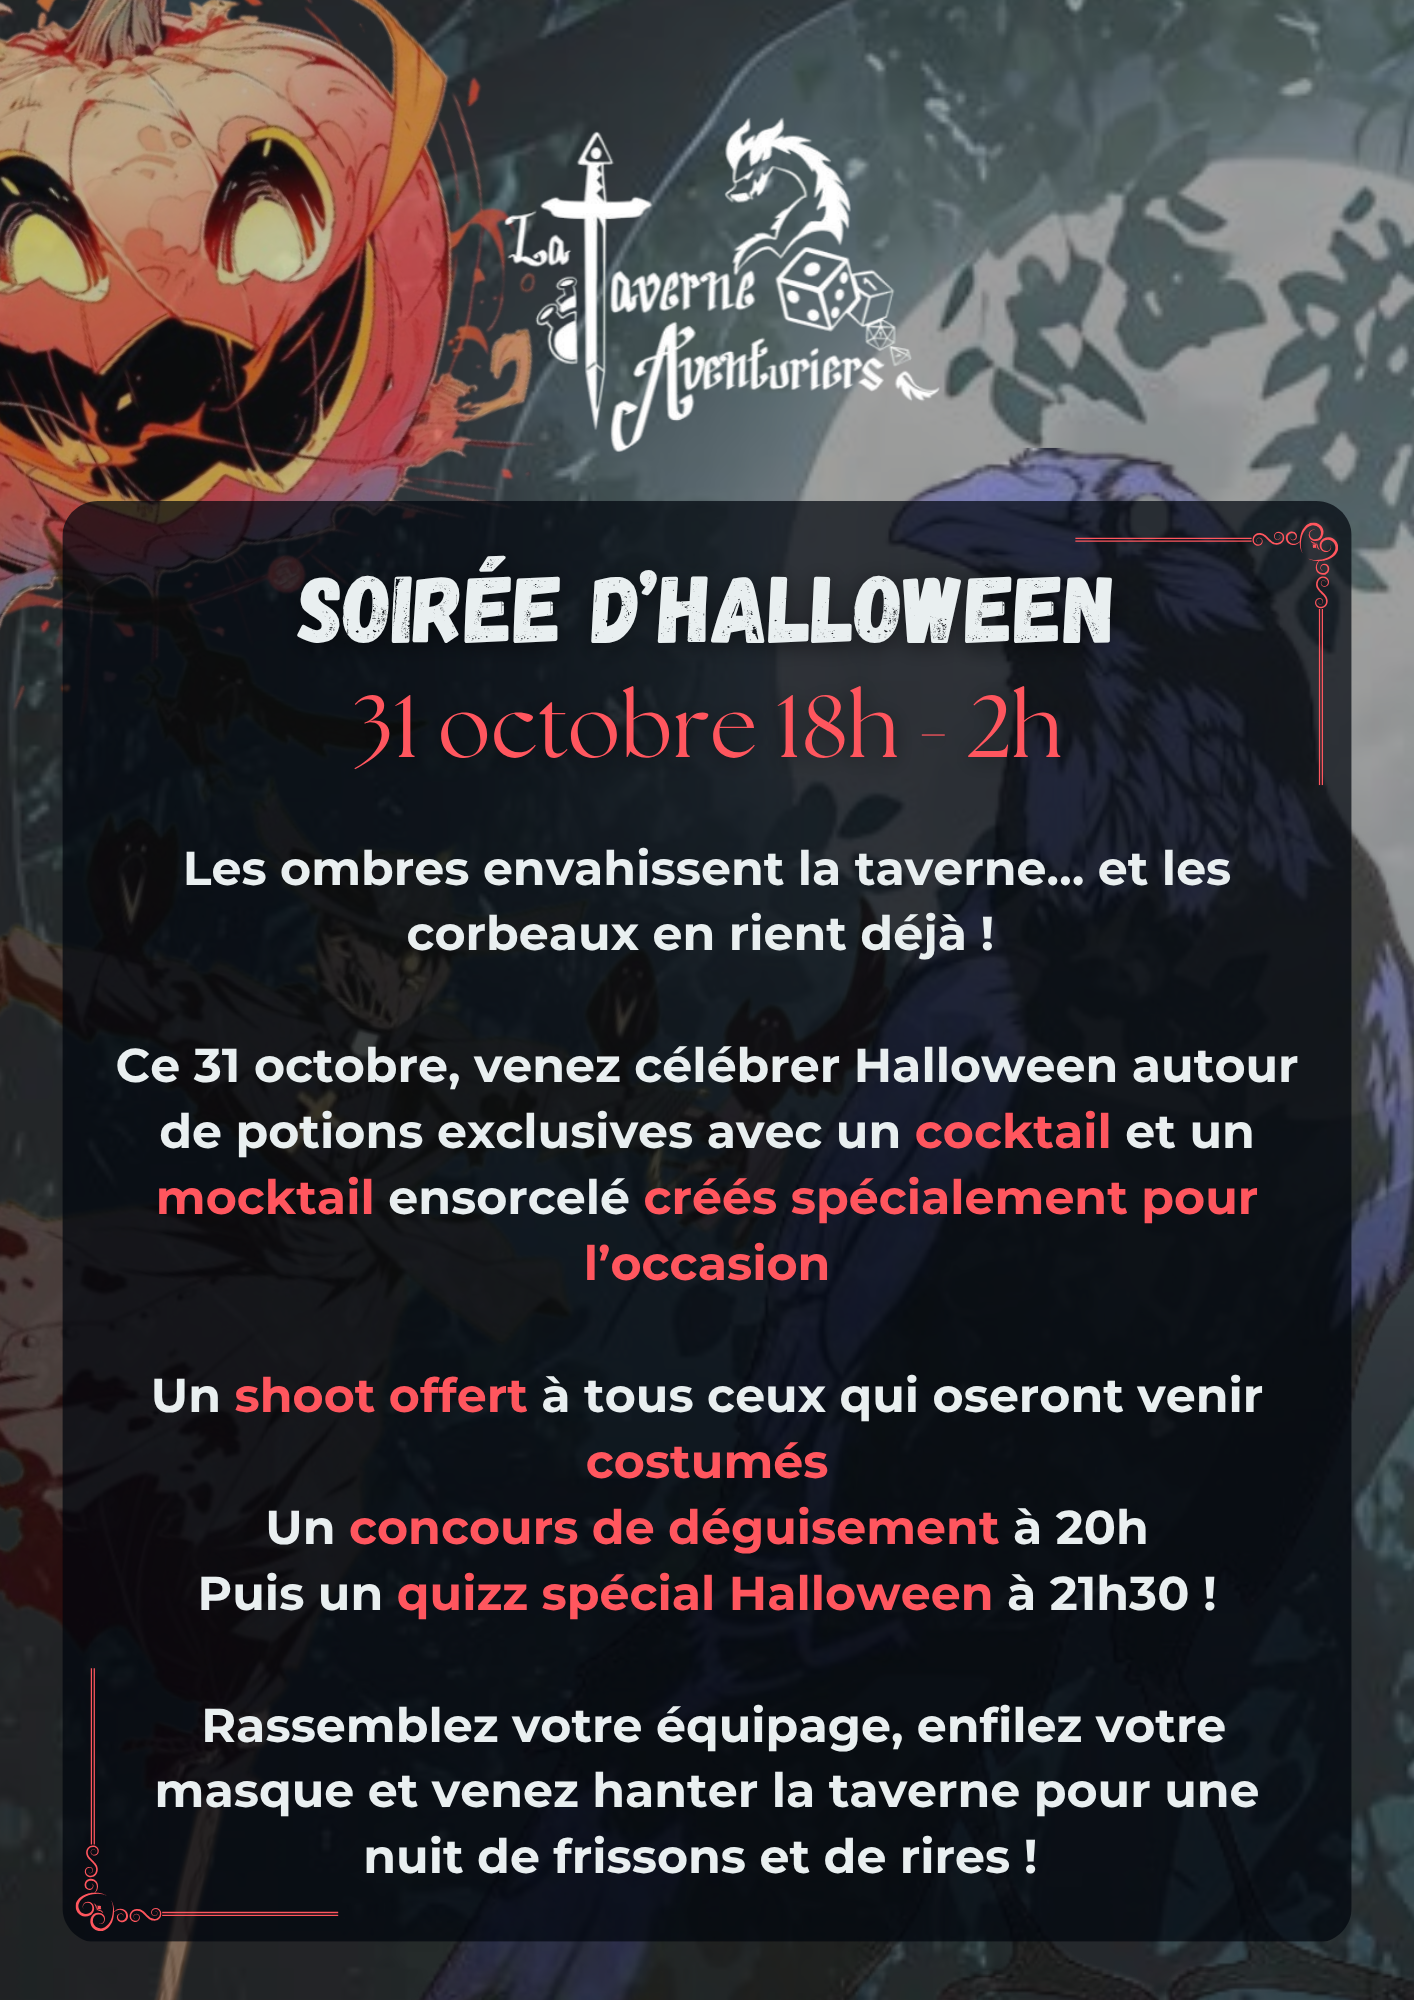 La Taverne
Aventuriers
SOIRÉE D’HALLOWEEN
31 octobre 18h - 2h
Les ombres envahissent la taverne... et les
corbeaux en rient déjà !
Ce 31 octobre, venez célébrer Halloween autour
de potions exclusives avec un cocktail et un
mocktail ensorcelé créés spécialement pour
l’occasion
Un shoot offert à tous ceux qui oseront venir
costumés
Un concours de déguisement à 20h
Puis un quizz spécial Halloween à 21h30 !
Rassemblez votre équipage, enfilez votre
masque et venez hanter la taverne pour une
nuit de frissons et de rires !